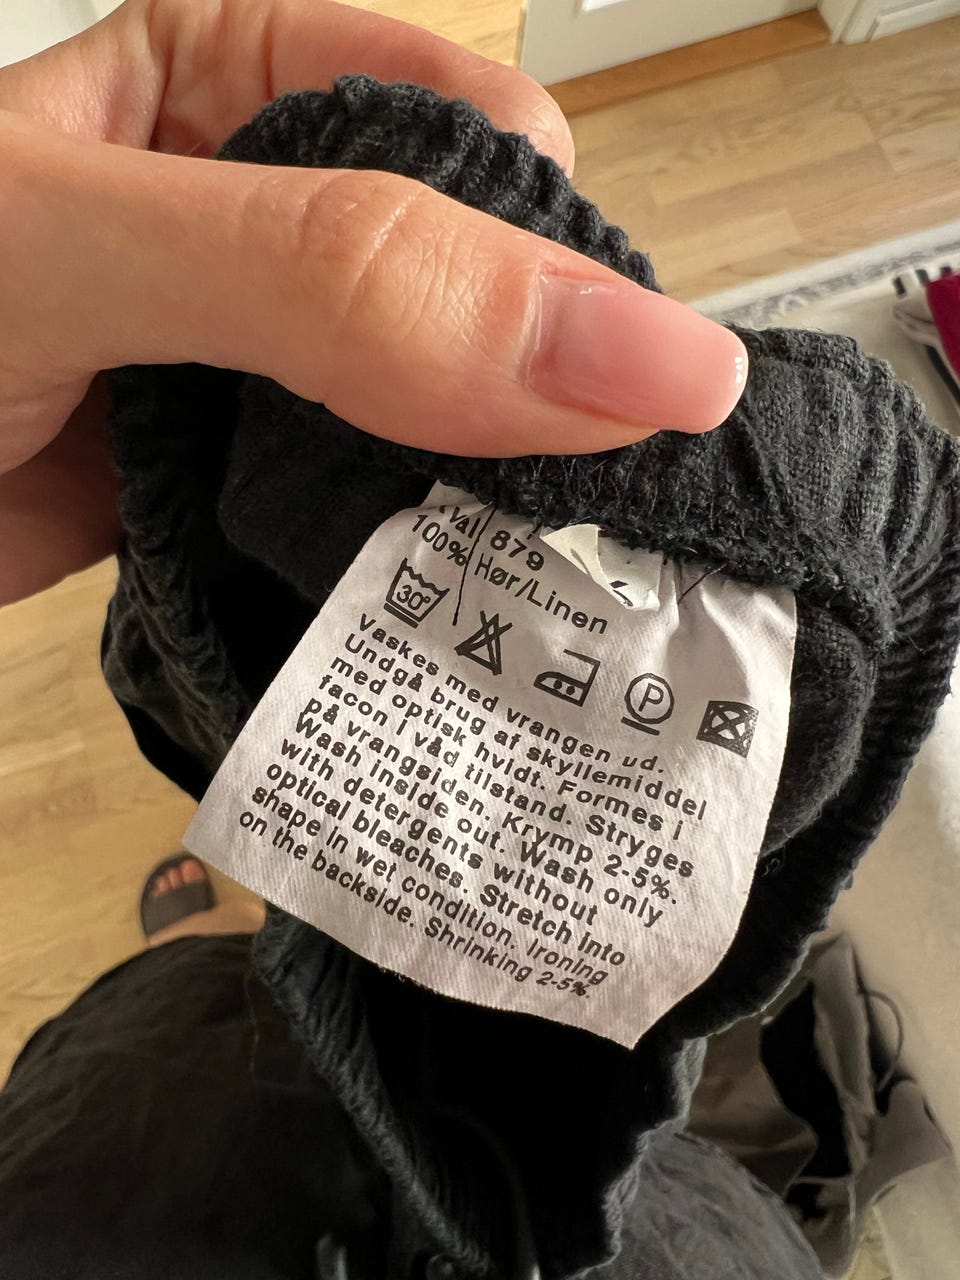 Val 879
100% Hør/Linen
30°
P
Vaskes med vrangen ud.
Undgå brug af skyllemiddel
med optisk hvidt. Formes i
facon i våd tilstand. Stryges
på vrangsiden. Krymp 2-5%.
Wash inside out. Wash only
with detergents without
optical bleaches. Stretch into
shape in wet condition. Ironing
on the backside. Shrinking 2-5%.